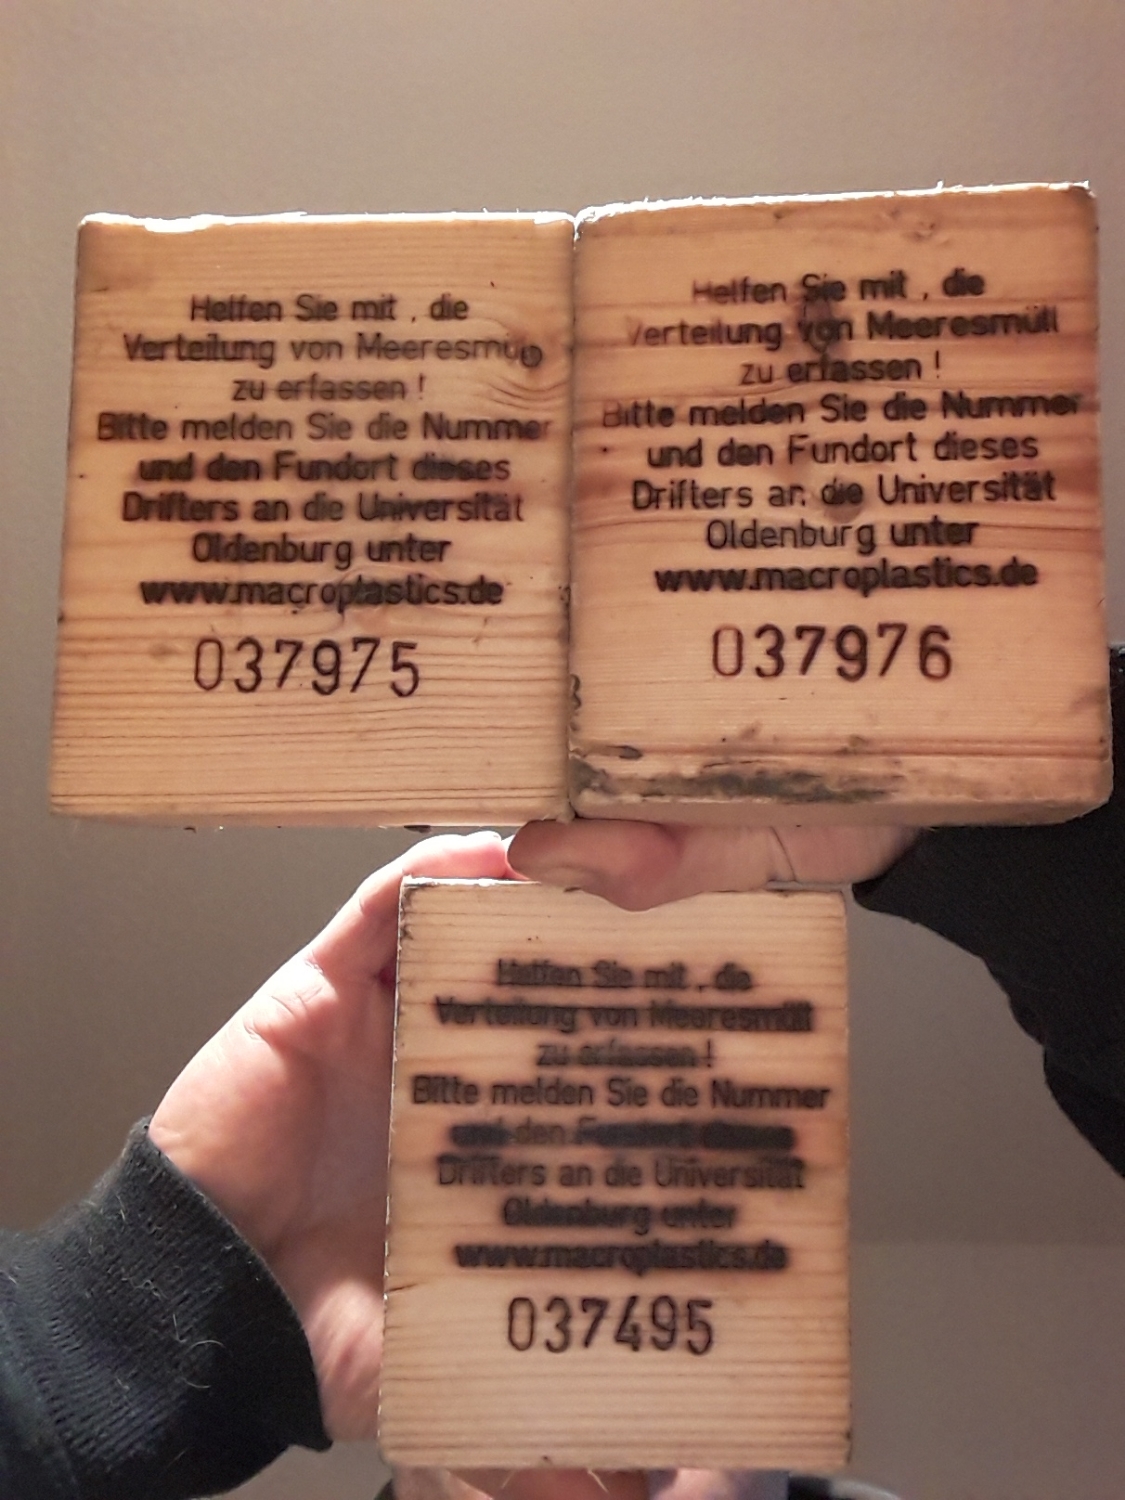 Helfen Sie mit , die
Verteilung von Meeresmüll
zu erfassen !
Bitte melden Sie die Nummer
und den Fundort dieses
Drifters an die Universität
Oldenburg unter
www.macroplastics.de
037975
Helfen Sie mit , die
Verteilung von Meeresmüll
zu erfassen !
Bitte melden Sie die Nummer
und den Fundort dieses
Drifters an die Universität
Oldenburg unter
www.macroplastics.de
037976
Helfen Sie mit , die
Verteilung von Meeresmüll
zu erfassen !
Bitte melden Sie die Nummer
und den Fundort dieses
Drifters an die Universität
Oldenburg unter
www.macroplastics.de
037495